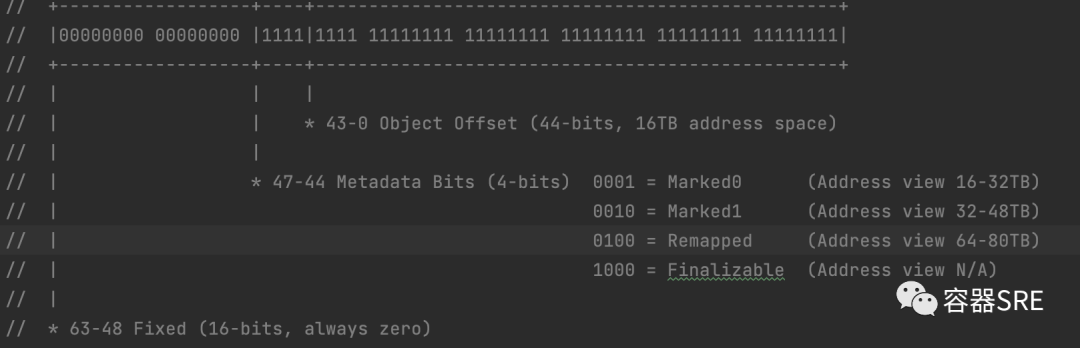 //  +------------------+----+-------------------------------------------------+
//  |00000000 00000000 |1111|1111 11111111 11111111 11111111 11111111 11111111|
//  +------------------+----+-------------------------------------------------+
//  |                  |    |
//  |                  |    * 43-0 Object Offset (44-bits, 16TB address space)
//  |                  |
//  |                  * 47-44 Metadata Bits (4-bits)  0001 = Marked0      (Address view 16-32TB)
//  |                                                  0010 = Marked1      (Address view 32-48TB)
//  |                                                  0100 = Remapped     (Address view 64-80TB)
//  |                                                  1000 = Finalizable  (Address view N/A)
//  |
//  * 63-48 Fixed (16-bits, always zero)
容器SRE